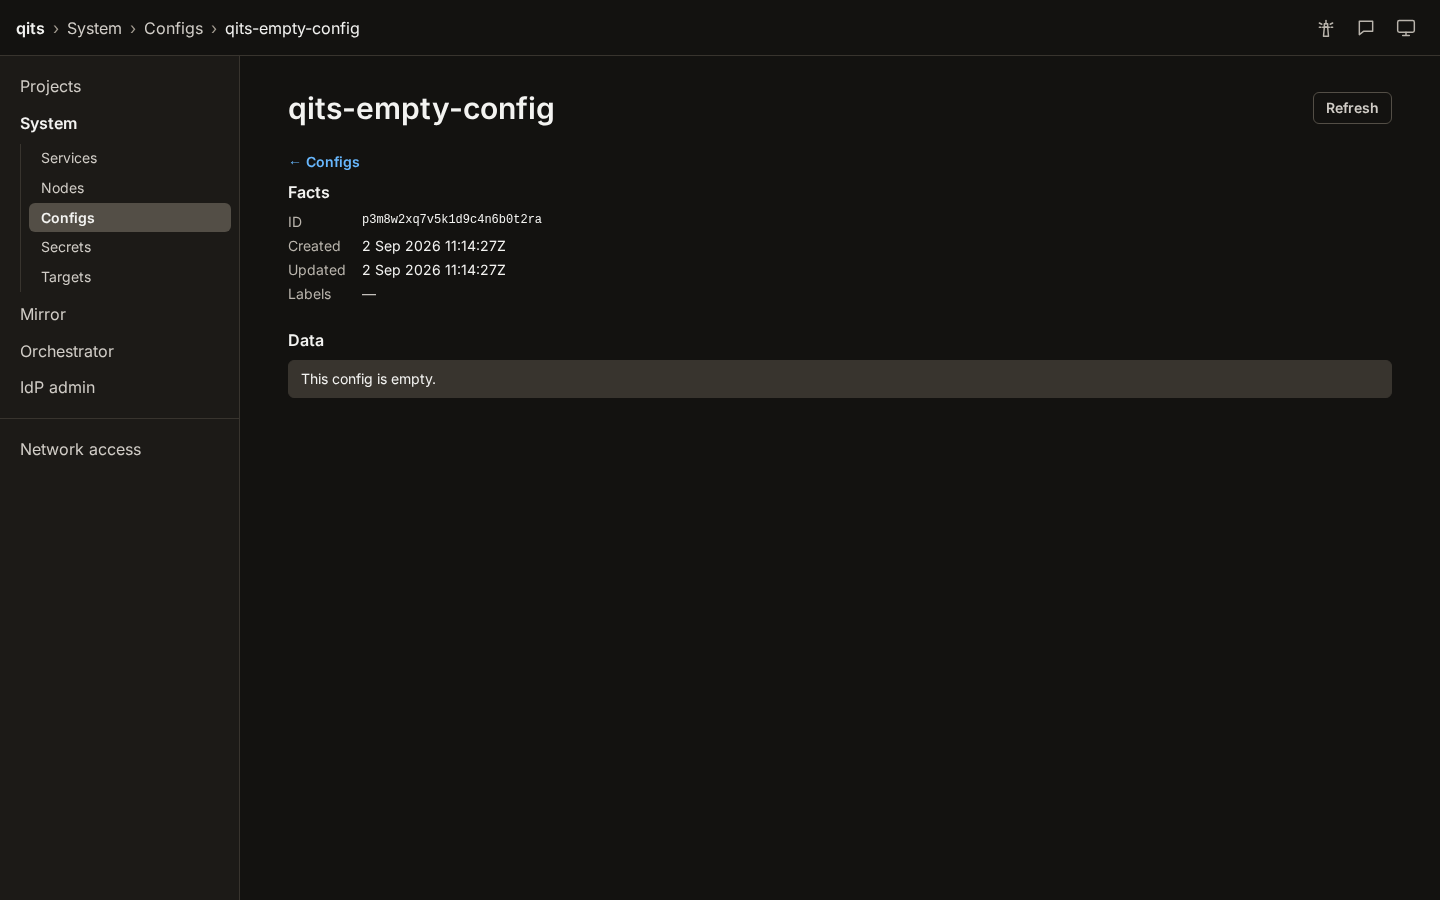 qits › System › Configs › qits-empty-config
Projects
System
Services
Nodes
Configs
Secrets
Targets
Mirror
Orchestrator
IdP admin
Network access
qits-empty-config
Refresh
← Configs
Facts
ID p3m8w2xq7v5k1d9c4n6b0t2ra
Created 2 Sep 2026 11:14:27Z
Updated 2 Sep 2026 11:14:27Z
Labels —
Data
This config is empty.